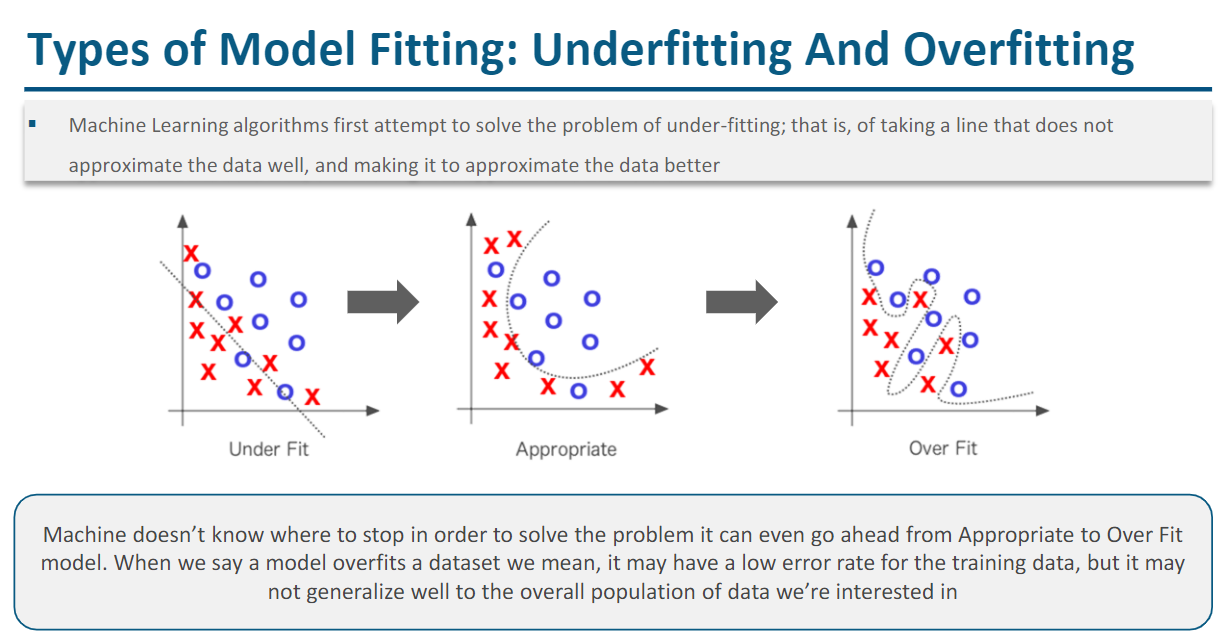 Types of Model Fitting: Underfitting And Overfitting
Machine Learning algorithms first attempt to solve the problem of under-fitting; that is, of taking a line that does not
approximate the data well, and making it to approximate the data better
Under Fit
Appropriate
Over Fit
Machine doesn’t know where to stop in order to solve the problem it can even go ahead from Appropriate to Over Fit
model. When we say a model overfits a dataset we mean, it may have a low error rate for the training data, but it may
not generalize well to the overall population of data we’re interested in